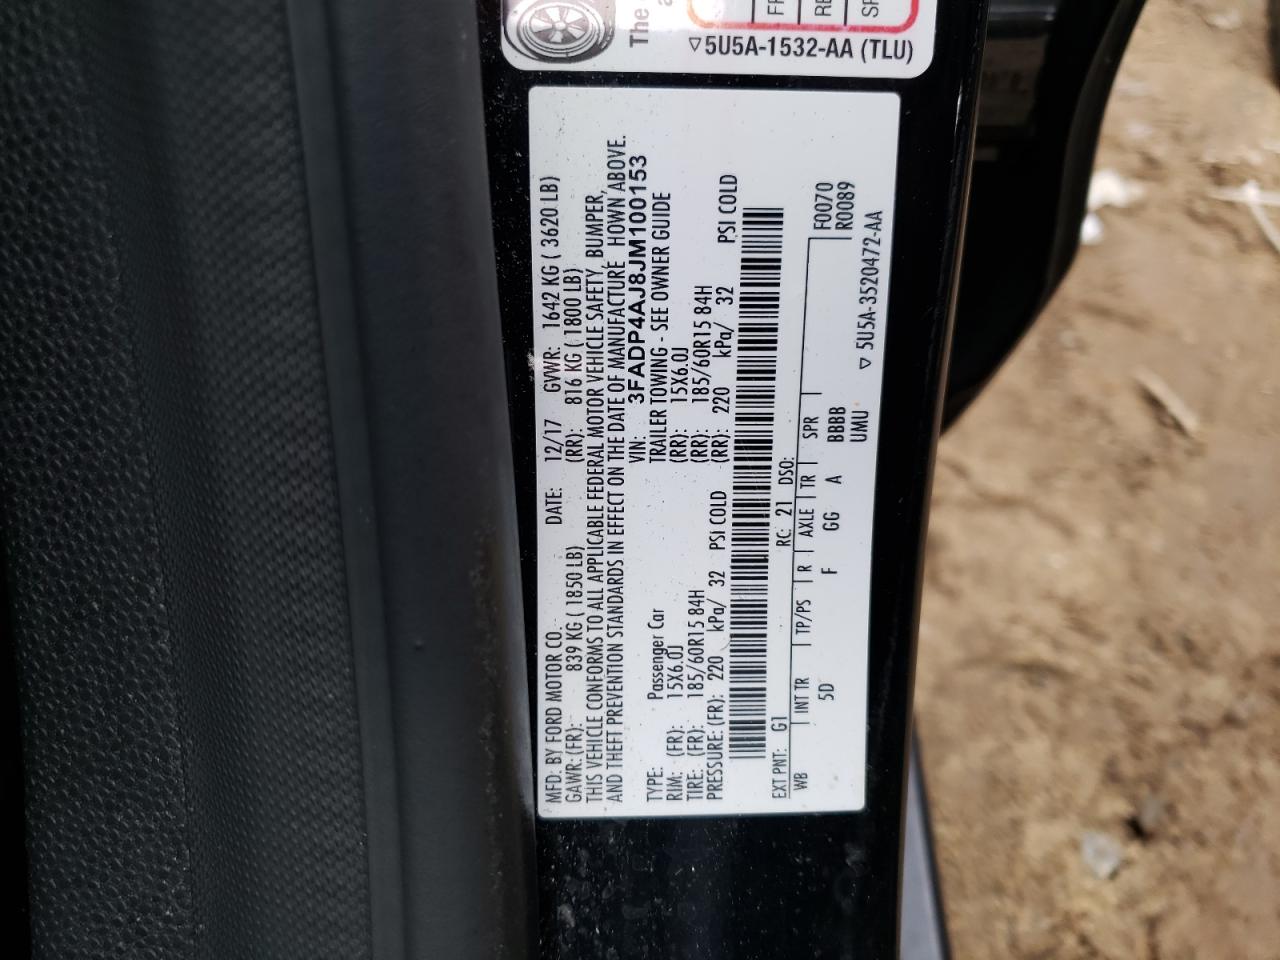 The
FR
RE
SP
▽ 5U5A-1532-AA (TLU)
MFD. BY FORD MOTOR CO. DATE: 12/17 GVWR: 1642 KG ( 3620 LB)
GAWR:(FR): 839 KG ( 1850 LB) (RR): 816 KG ( 1800 LB)
THIS VEHICLE CONFORMS TO ALL APPLICABLE FEDERAL MOTOR VEHICLE SAFETY, BUMPER,
AND THEFT PREVENTION STANDARDS IN EFFECT ON THE DATE OF MANUFACTURE HOWN ABOVE.
VIN: 3FADP4AJ8JM100153
TYPE: Passenger Car TRAILER TOWING - SEE OWNER GUIDE
RIM: (FR): 15X6.0J (RR): 15X6.0J
TIRE: (FR): 185/60R15 84H (RR): 185/60R15 84H
PRESSURE: (FR): 220 kPa/ 32 PSI COLD (RR): 220 kPa/ 32 PSI COLD
EXT PNT: G1 RC: 21 DSO:
WB INT TR TP/PS R AXLE TR SPR F0070
5D F GG A BBBB R0089
UMU
▽ 5U5A-3520472-AA